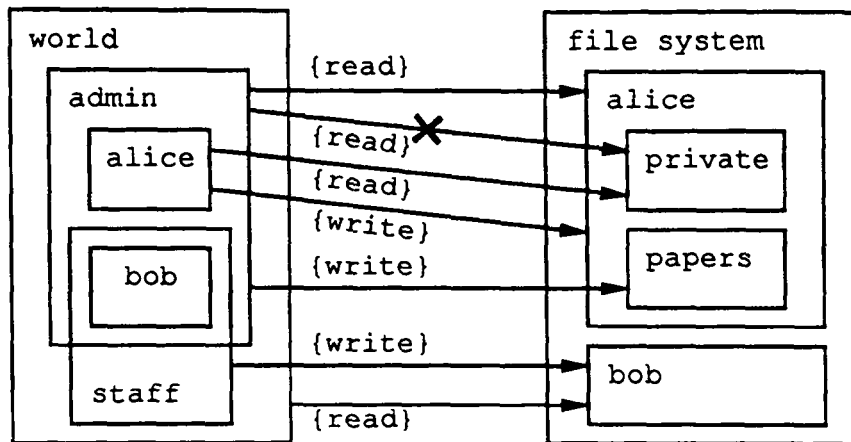 world
admin
alice
bob
staff
{read}
{read}
{read}
{write}
{write}
{write}
{read}
file system
alice
private
papers
bob